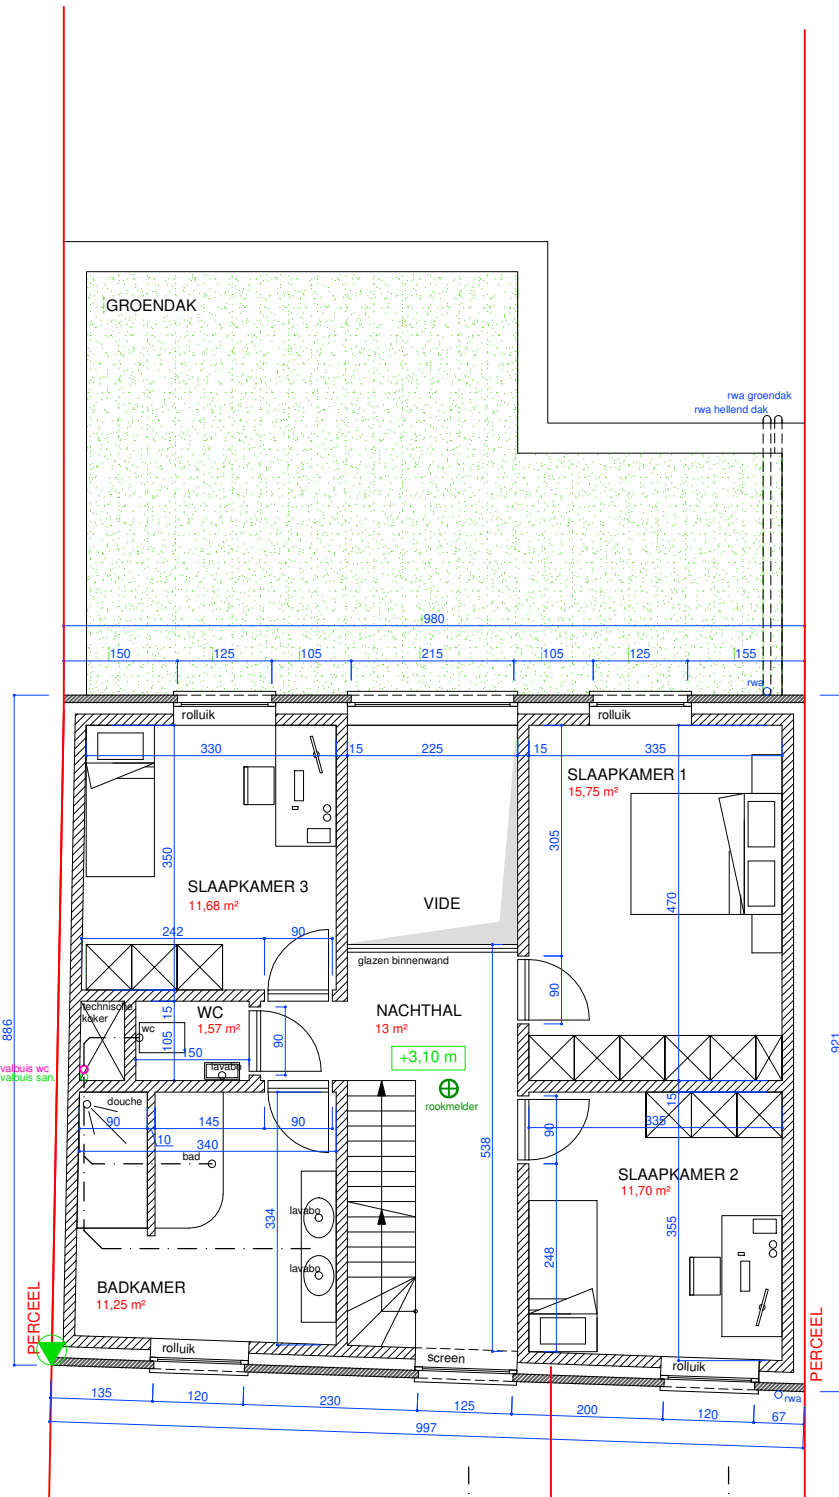 GROENDAK
rwa groendak
rwa hellend dak
980
150 125 105 215 105 125 155
rwa
rolluik
rolluik
330 15 225 15 335
SLAAPKAMER 1
15,75 m²
305
350
SLAAPKAMER 3
11,68 m²
VIDE
470
242 90
glazen binnenwand
90
technische
koker
15
WC
1,57 m²
NACHTHAL
13 m²
wc
105
150
90
886
921
+3,10 m
valbuis wc
valbuis san.
lavabo
rookmelder
douche
15
90 145 90
90
335
10
340
538
bad
SLAAPKAMER 2
11,70 m²
lavabo
334
355
248
lavabo
BADKAMER
11,25 m²
PERCEEL
PERCEEL
rolluik
screen
rolluik
135 120 230 125 200 120 67
rwa
997